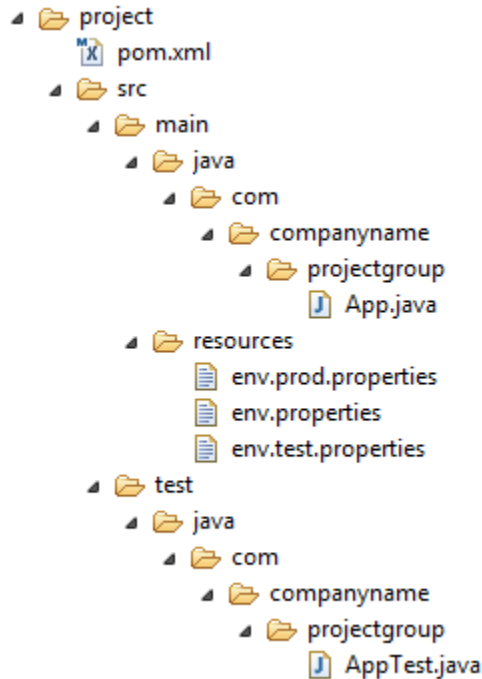 project
pom.xml
src
main
java
com
companyname
projectgroup
App.java
resources
env.prod.properties
env.properties
env.test.properties
test
java
com
companyname
projectgroup
AppTest.java